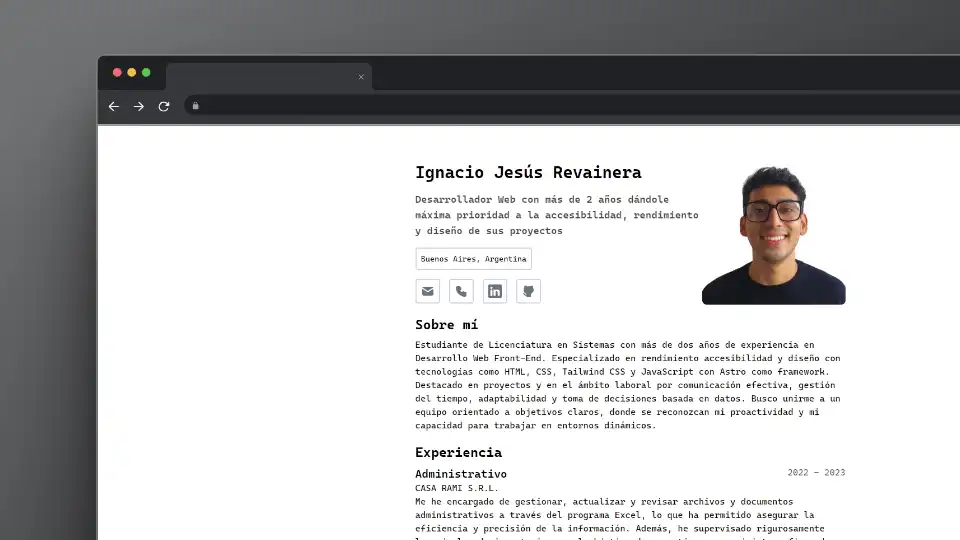 Ignacio Jesús Revainera
Desarrollador Web con más de 2 años dándole
máxima prioridad a la accesibilidad, rendimiento
y diseño de sus proyectos
Buenos Aires, Argentina
Sobre mí
Estudiante de Licenciatura en Sistemas con más de dos años de experiencia en
Desarrollo Web Front-End. Especializado en rendimiento accesibilidad y diseño con
tecnologías como HTML, CSS, Tailwind CSS y JavaScript con Astro como framework.
Destacado en proyectos y en el ámbito laboral por comunicación efectiva, gestión
del tiempo, adaptabilidad y toma de decisiones basada en datos. Busco unirme a un
equipo orientado a objetivos claros, donde se reconozcan mi proactividad y mi
capacidad para trabajar en entornos dinámicos.
Experiencia
Administrativo 2022 - 2023
CASA RAMI S.R.L.
Me he encargado de gestionar, actualizar y revisar archivos y documentos
administrativos a través del programa Excel, lo que ha permitido asegurar la
eficiencia y precisión de la información. Además, he supervisado rigurosamente